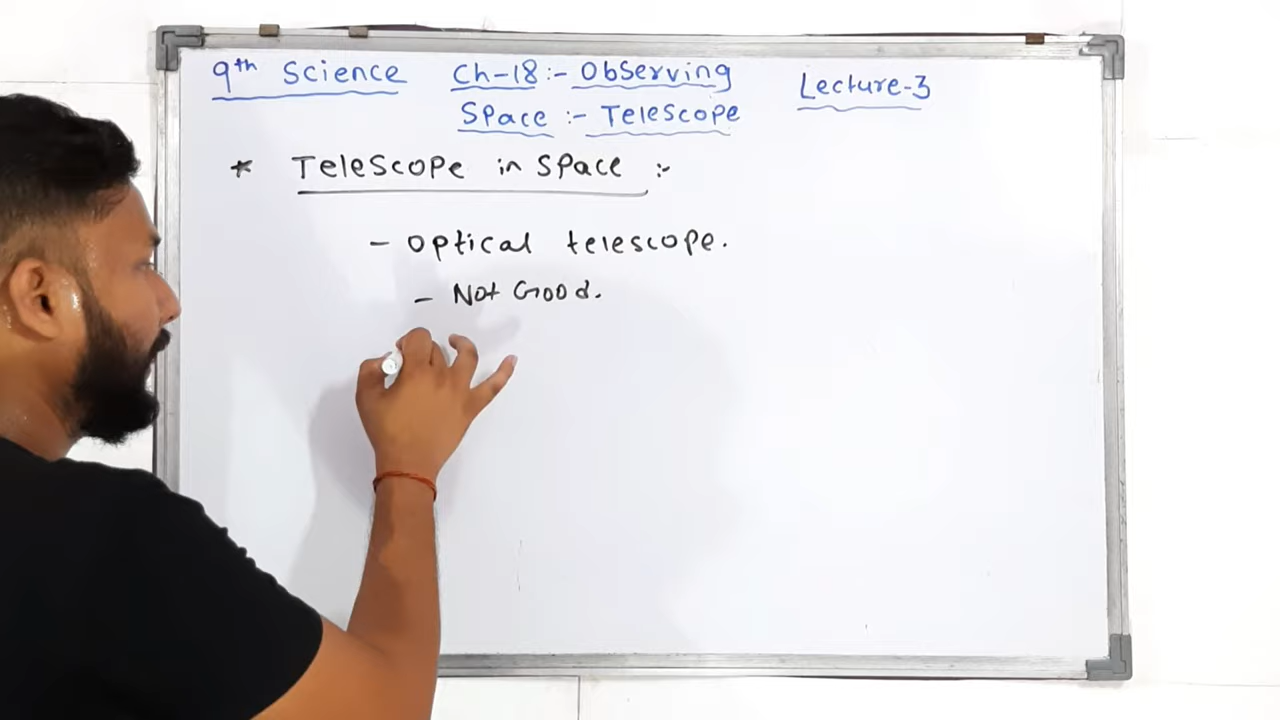 9th Science Ch-18:- Observing Lecture-3
Space :- Telescope
* Telescope in Space :-
- Optical telescope.
- Not Good.